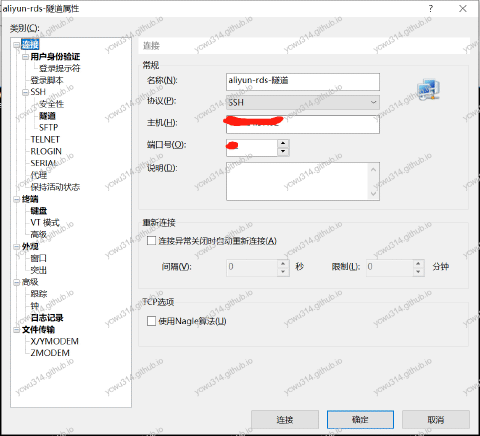 aliyun-rds-隧道属性
?
类别(C):
连接
用户身份验证
登录提示符
登录脚本
SSH
安全性
隧道
SFTP
TELNET
RLOGIN
SERIAL
代理
保持活动状态
终端
键盘
VT 模式
高级
外观
窗口
突出
高级
跟踪
钟
日志记录
文件传输
X/YMODEM
ZMODEM
连接
常规
名称(N):
aliyun-rds-隧道
协议(P):
SSH
主机(H):
端口号(O):
说明(D):
重新连接
连接异常关闭时自动重新连接(A)
间隔(V): 0 秒 限制(L): 0 分钟
TCP选项
使用Nagle算法(U)
连接 确定 取消
yowu314.github.io